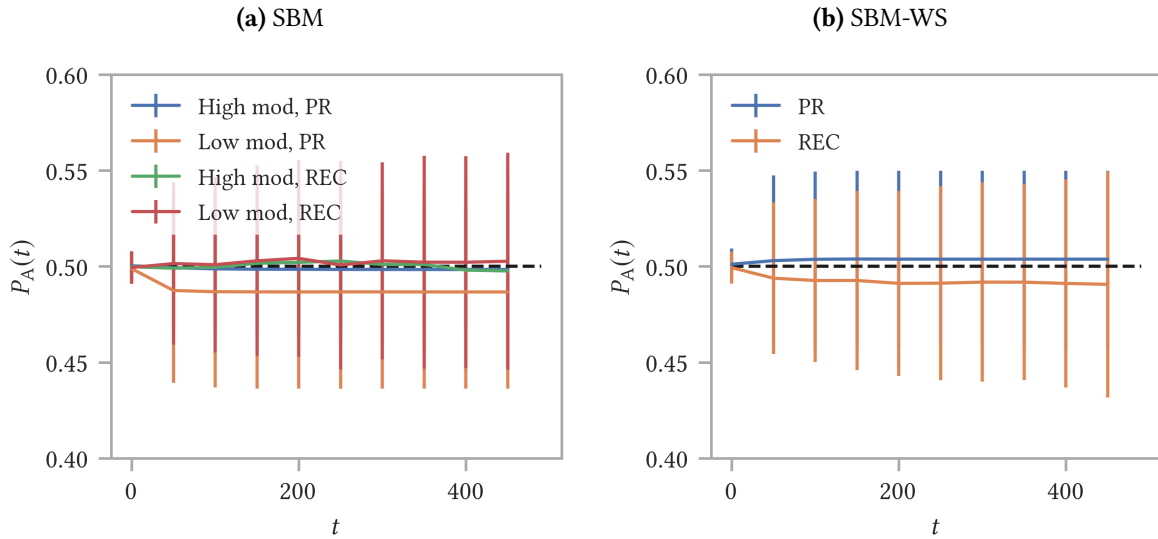 (a) SBM
0.60
0.55
0.50
0.45
0.40
P_A(t)
High mod, PR
Low mod, PR
High mod, REC
Low mod, REC
0 200 400
t
(b) SBM-WS
0.60
0.55
0.50
0.45
0.40
P_A(t)
PR
REC
0 200 400
t